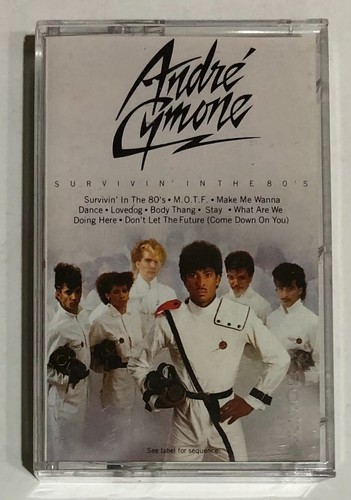 André
Cymone
SURVIVIN' IN THE 80'S
Survivin' In The 80's • M.O.T.F. • Make Me Wanna
Dance • Lovedog • Body Thang • Stay • What Are We
Doing Here • Don't Let The Future (Come Down On You)
See label for sequence.